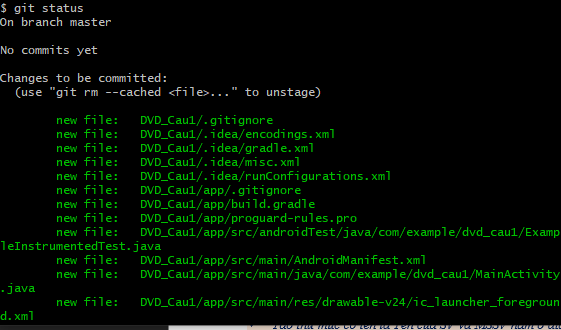 $ git status
On branch master
No commits yet
Changes to be committed:
(use "git rm --cached <file>..." to unstage)
new file: DVD_Cau1/.gitignore
new file: DVD_Cau1/.idea/encodings.xml
new file: DVD_Cau1/.idea/gradle.xml
new file: DVD_Cau1/.idea/misc.xml
new file: DVD_Cau1/.idea/runConfigurations.xml
new file: DVD_Cau1/app/.gitignore
new file: DVD_Cau1/app/build.gradle
new file: DVD_Cau1/app/proguard-rules.pro
new file: DVD_Cau1/app/src/androidTest/java/com/example/dvd_cau1/Examp
leInstrumentedTest.java
new file: DVD_Cau1/app/src/main/AndroidManifest.xml
new file: DVD_Cau1/app/src/main/java/com/example/dvd_cau1/MainActivity
.java
new file: DVD_Cau1/app/src/main/res/drawable-v24/ic_launcher_foregroun
d.xml